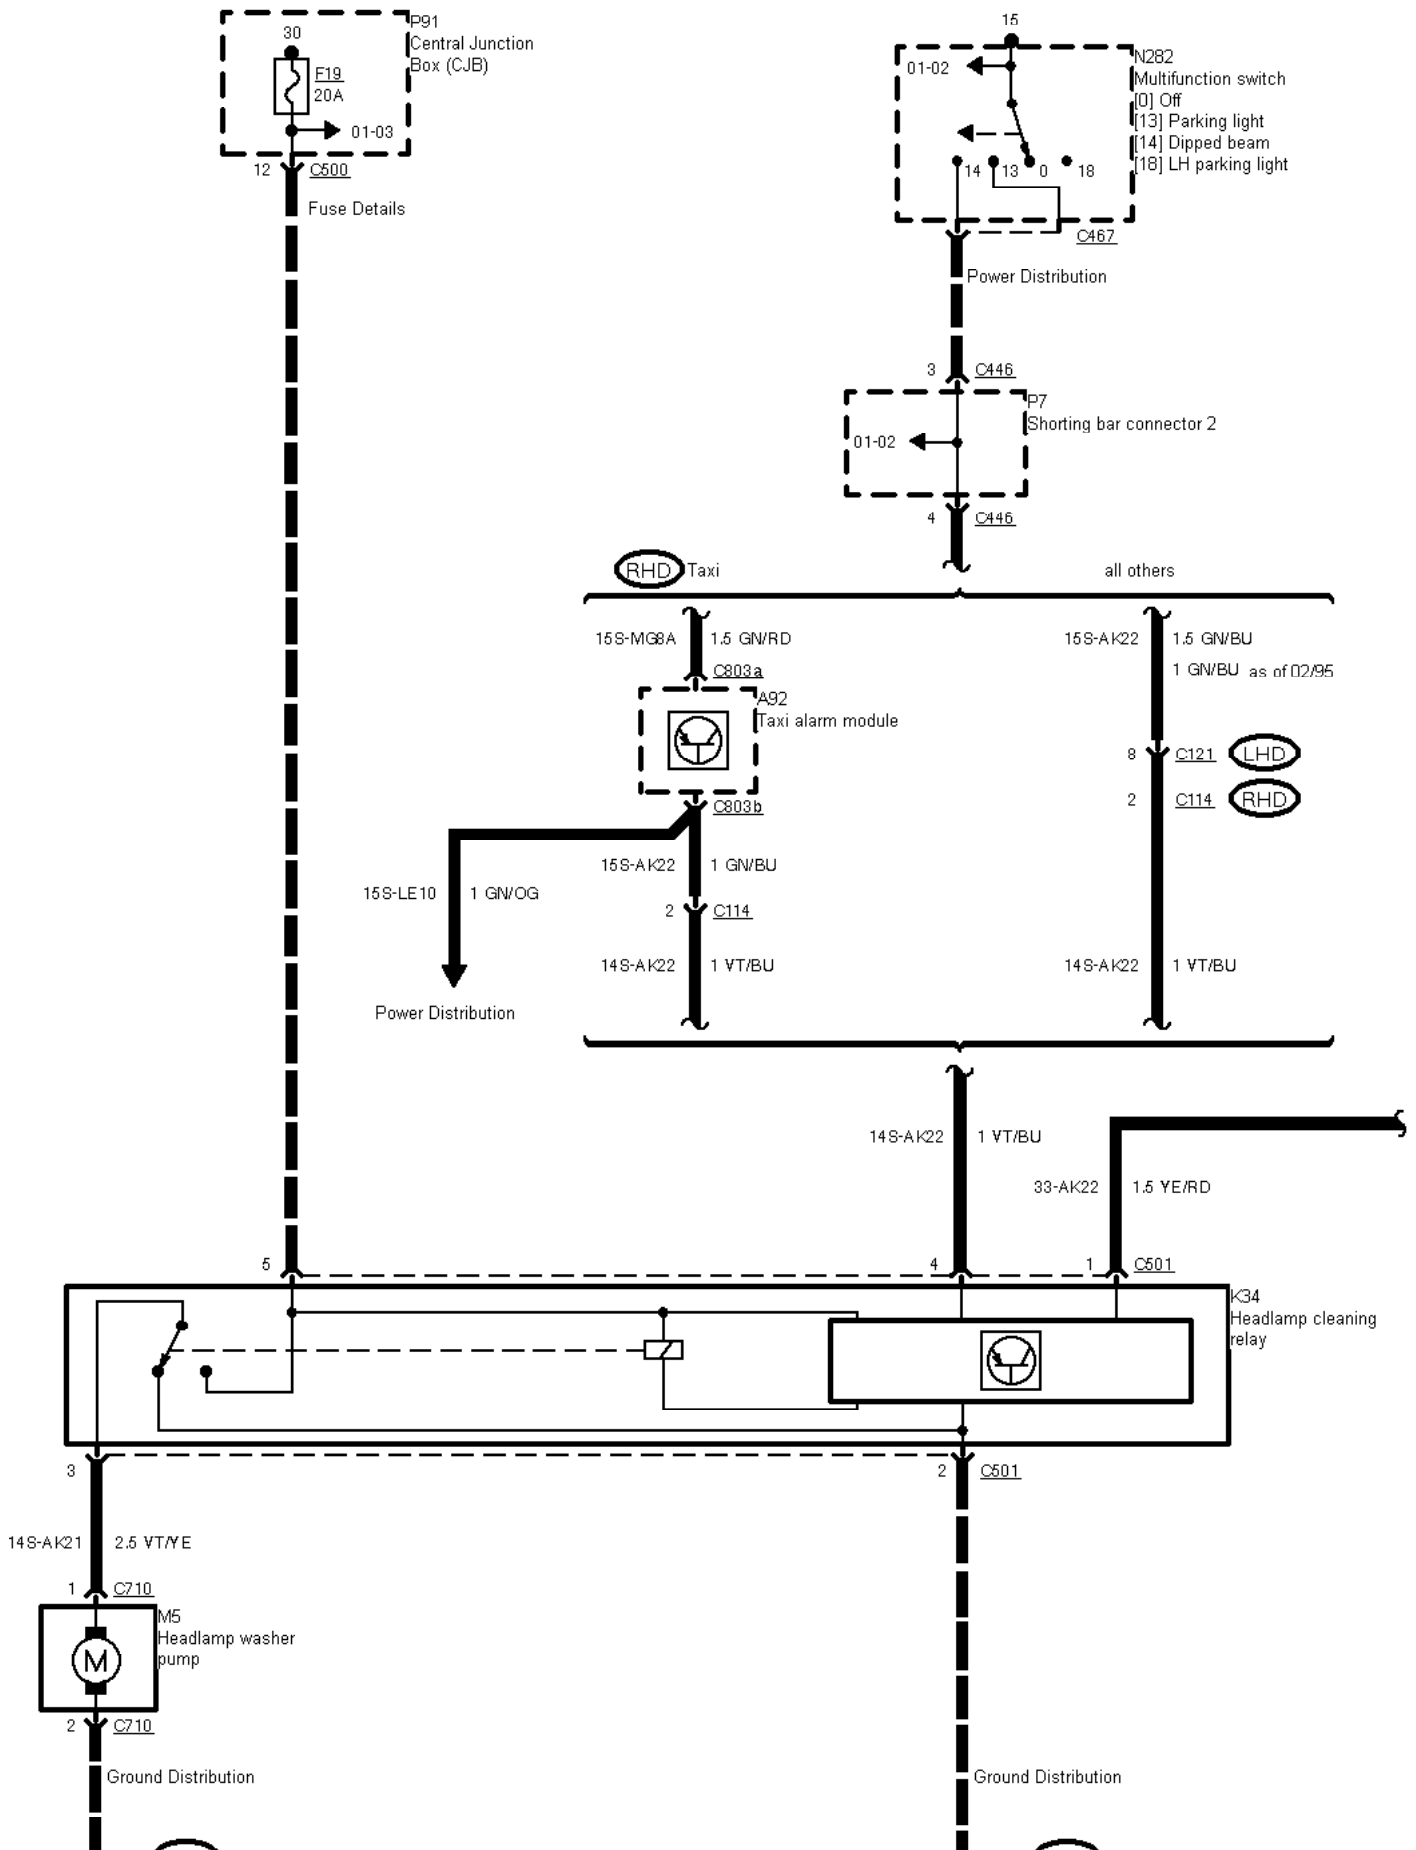 P91
Central Junction
Box (CJB)
30
F19
20A
01-03
12
C500
Fuse Details
15
N282
Multifunction switch
[0] Off
[13] Parking light
[14] Dipped beam
[18] LH parking light
01-02
14
13
0
18
C467
Power Distribution
3
C446
P7
Shorting bar connector 2
01-02
4
C446
RHD Taxi
all others
15S-MG8A
1.5 GN/RD
C803a
A92
Taxi alarm module
C803b
15S-AK22
1 GN/BU
15S-LE10
1 GN/OG
2
C114
14S-AK22
1 VT/BU
Power Distribution
15S-AK22
1.5 GN/BU
1 GN/BU as of 02/95
8
C121
LHD
2
C114
RHD
14S-AK22
1 VT/BU
14S-AK22
1 VT/BU
33-AK22
1.5 YE/RD
5
4
1
C501
K34
Headlamp cleaning
relay
3
2
C501
14S-AK21
2.5 VT/YE
1
C710
M5
Headlamp washer
pump
M
2
C710
Ground Distribution
Ground Distribution